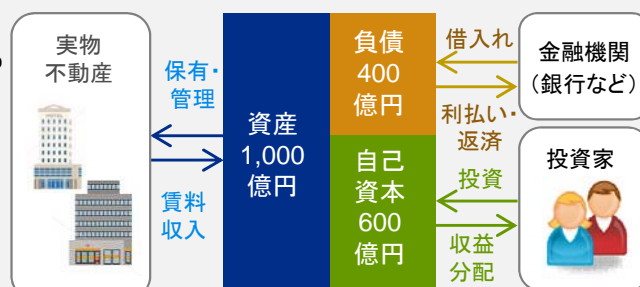 実物
不動産
保有・
管理
賃料
収入
資産
1,000
億円
負債
400
億円
自己
資本
600
億円
借入れ
利払い・
返済
投資
収益
分配
金融機関
(銀行など)
投資家